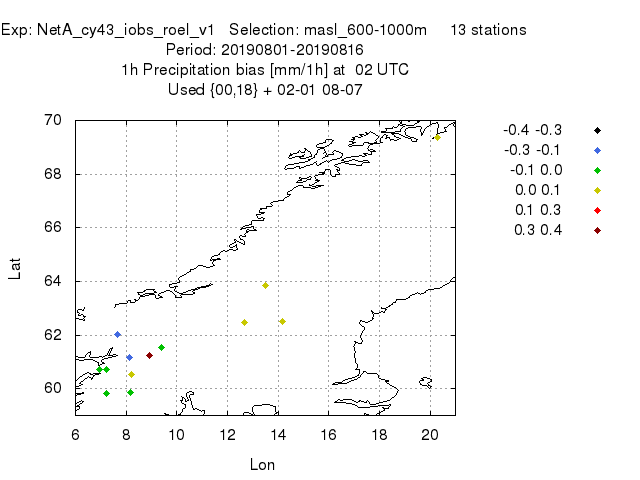 Exp: NetA_cy43_iobs_roel_v1   Selection: masl_600-1000m     13 stations
Period: 20190801-20190816
1h Precipitation bias [mm/1h] at  02 UTC
Used {00,18} + 02-01 08-07
70
68
66
64
62
60
Lat
6 8 10 12 14 16 18 20
Lon
-0.4 -0.3
-0.3 -0.1
-0.1 0.0
0.0 0.1
0.1 0.3
0.3 0.4